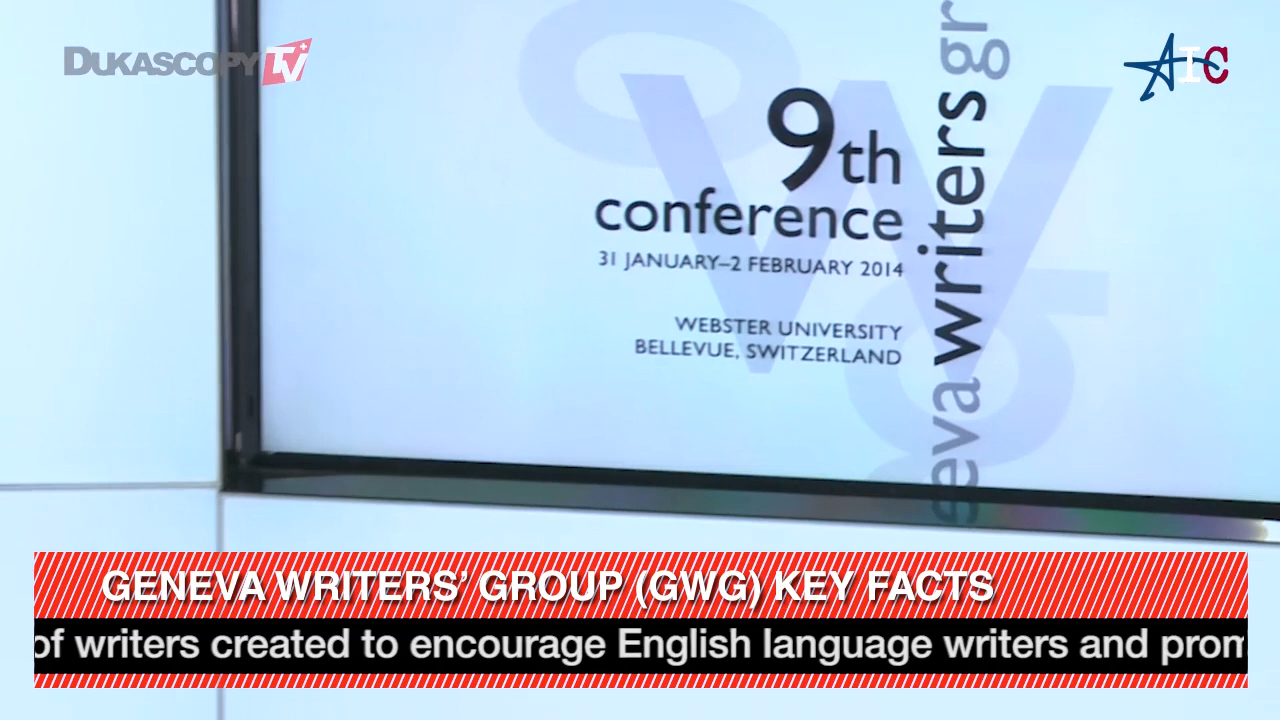 DUKASCOPY TV
AIC
9th
conference
31 JANUARY–2 FEBRUARY 2014
WEBSTER UNIVERSITY
BELLEVUE, SWITZERLAND
eva writers gr
GENEVA WRITERS’ GROUP (GWG) KEY FACTS
of writers created to encourage English language writers and prom